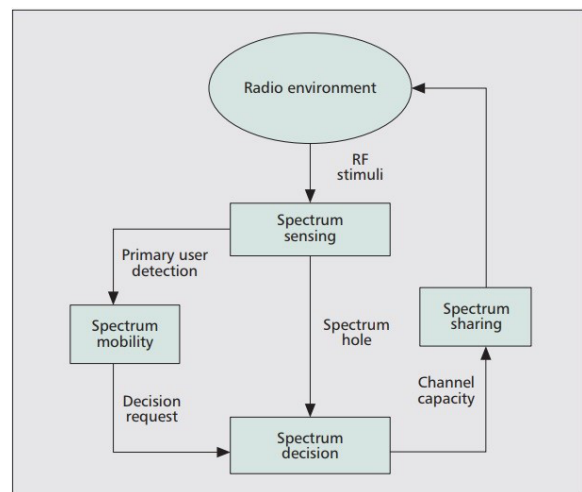 Radio environment
RF
stimuli
Spectrum
sensing
Primary user
detection
Spectrum
mobility
Spectrum
hole
Spectrum
sharing
Decision
request
Channel
capacity
Spectrum
decision